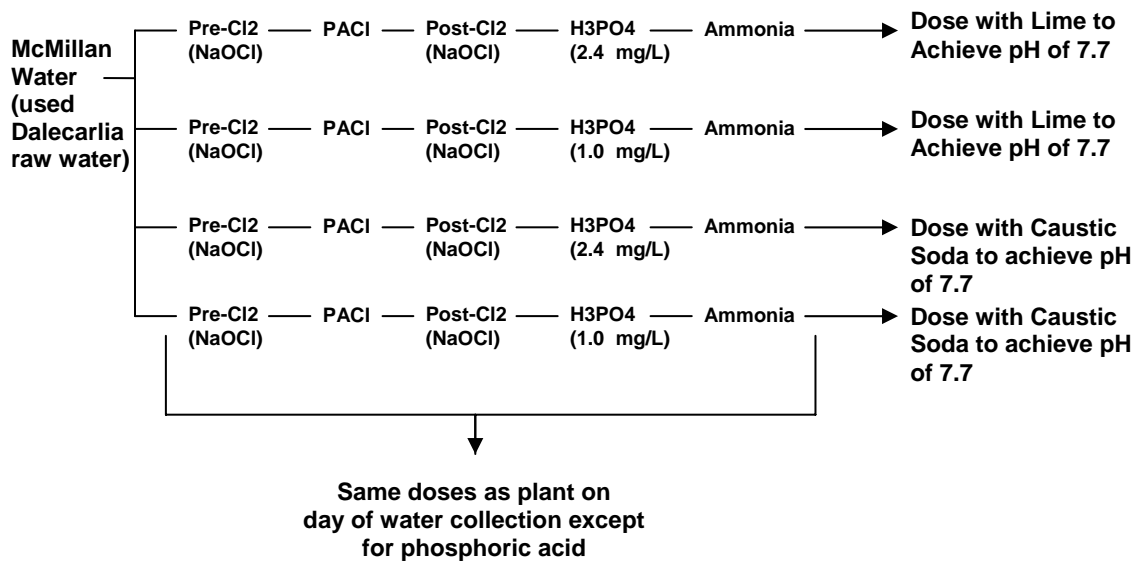 McMillan
Water
(used
Dalecarlia
raw water)
Pre-Cl2 PACl Post-Cl2 H3PO4 Ammonia
(NaOCl) (NaOCl) (2.4 mg/L)
Dose with Lime to
Achieve pH of 7.7
Pre-Cl2 PACl Post-Cl2 H3PO4 Ammonia
(NaOCl) (NaOCl) (1.0 mg/L)
Dose with Lime to
Achieve pH of 7.7
Pre-Cl2 PACl Post-Cl2 H3PO4 Ammonia
(NaOCl) (NaOCl) (2.4 mg/L)
Dose with Caustic
Soda to achieve pH
of 7.7
Pre-Cl2 PACl Post-Cl2 H3PO4 Ammonia
(NaOCl) (NaOCl) (1.0 mg/L)
Dose with Caustic
Soda to achieve pH
of 7.7
Same doses as plant on
day of water collection except
for phosphoric acid